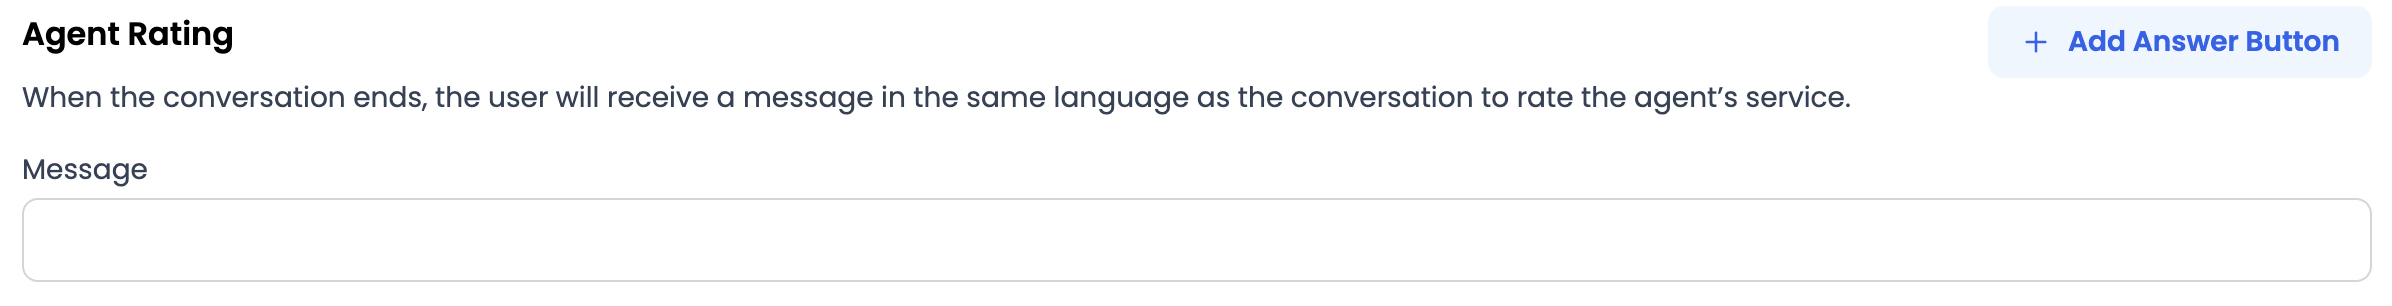 Agent Rating
Add Answer Button
When the conversation ends, the user will receive a message in the same language as the conversation to rate the agent’s service.
Message